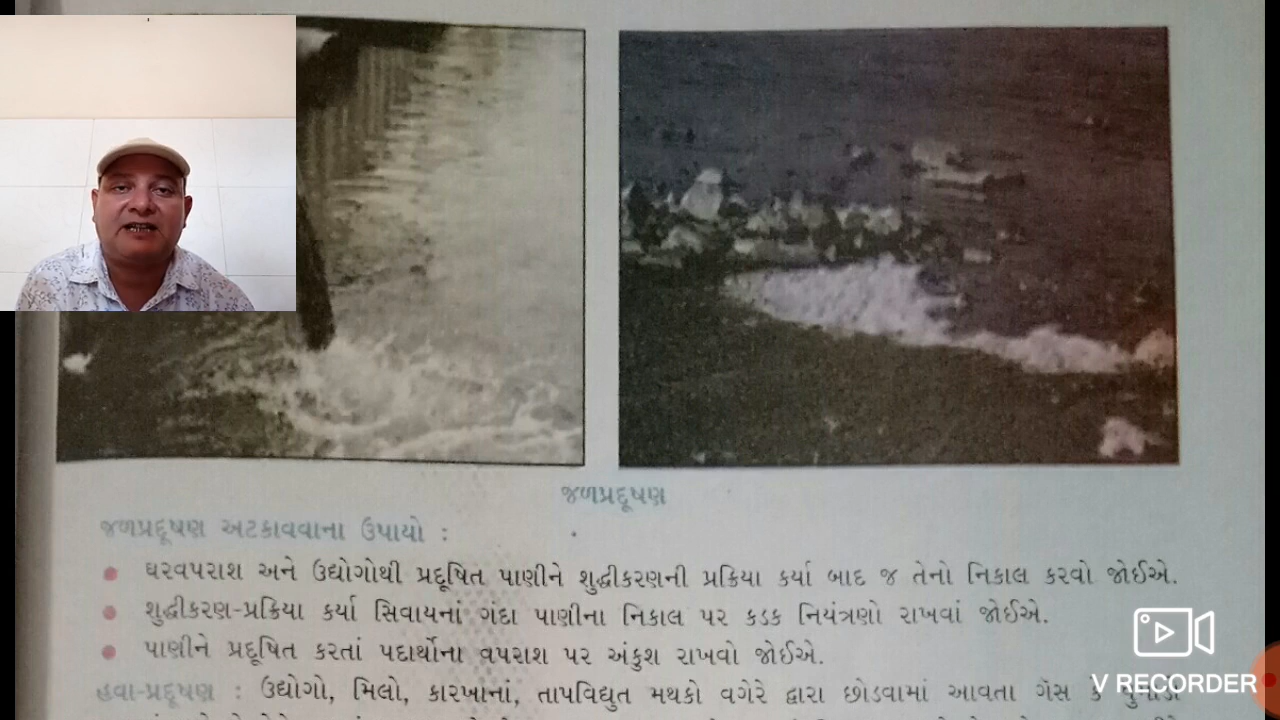 જળપ્રદૂષણ
જળપ્રદૂષણ અટકાવવાના ઉપાયો :
ઘરવપરાશ અને ઉદ્યોગોથી પ્રદૂષિત પાણીને શુદ્ધીકરણની પ્રક્રિયા કર્યા બાદ જ તેનો નિકાલ કરવો જોઈએ.
શુદ્ધીકરણ-પ્રક્રિયા કર્યા સિવાયનાં ગંદા પાણીના નિકાલ પર કડક નિયંત્રણો રાખવાં જોઈએ.
પાણીને પ્રદૂષિત કરતાં પદાર્થોના વપરાશ પર અંકુશ રાખવો જોઈએ.
હવા-પ્રદૂષણ : ઉદ્યોગો, મિલો, કારખાનાં, તાપવિદ્યુત મથકો વગેરે દ્વારા છોડવામાં આવતા ગૅસ કે
V RECORDER